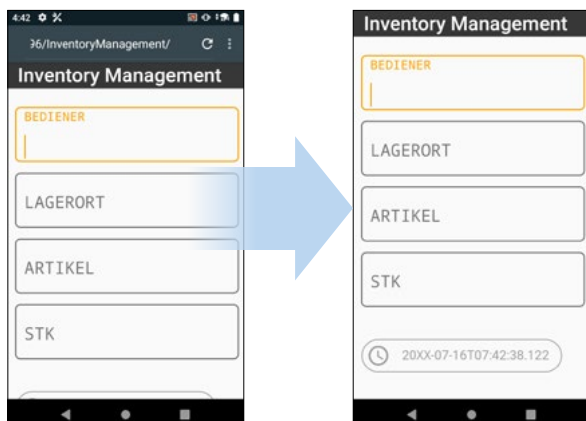 4:42
36/InventoryManagement/
Inventory Management
BEDIENER
LAGERORT
ARTIKEL
STK
Inventory Management
BEDIENER
LAGERORT
ARTIKEL
STK
20XX-07-16T07:42:38.122